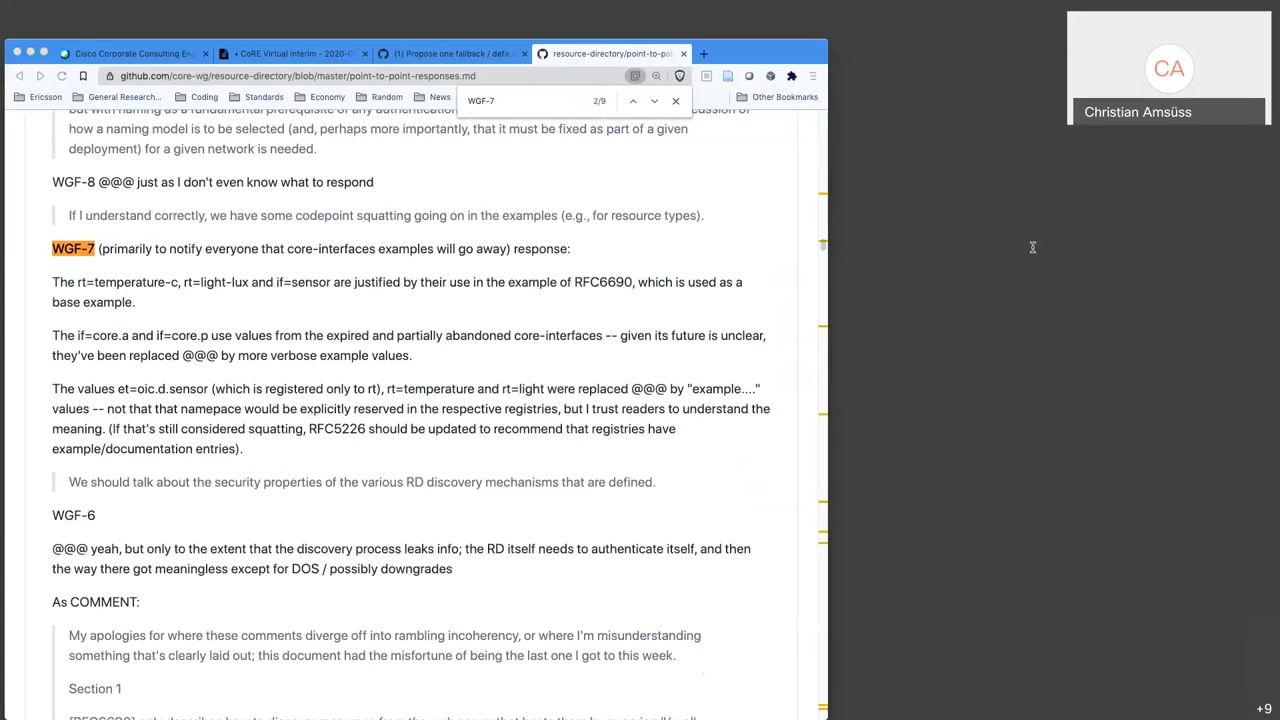 Cisco Corporate Consulting En
• CoRE Virtual interim – 2020-0
(1) Propose one fallback / defau
resource-directory/point-to-poi
github.com/core-wg/resource-directory/blob/master/point-to-point-responses.md
Ericsson
General Research...
Coding
Standards
Economy
Random
News
Other Bookmarks
WGF-7
2/9
how a naming model is to be selected (and, perhaps more importantly, that it must be fixed as part of a given
deployment) for a given network is needed.
WGF-8 @@@ just as I don't even know what to respond
If I understand correctly, we have some codepoint squatting going on in the examples (e.g., for resource types).
WGF-7 (primarily to notify everyone that core-interfaces examples will go away) response:
The rt=temperature-c, rt=light-lux and if=sensor are justified by their use in the example of RFC6690, which is used as a
base example.
The if=core.a and if=core.p use values from the expired and partially abandoned core-interfaces -- given its future is unclear,
they've been replaced @@@ by more verbose example values.
The values et=oic.d.sensor (which is registered only to rt), rt=temperature and rt=light were replaced @@@ by "example...."
values -- not that that namepace would be explicitly reserved in the respective registries, but I trust readers to understand the
meaning. (If that's still considered squatting, RFC5226 should be updated to recommend that registries have
example/documentation entries).
We should talk about the security properties of the various RD discovery mechanisms that are defined.
WGF-6
@@@ yeah, but only to the extent that the discovery process leaks info; the RD itself needs to authenticate itself, and then
the way there got meaningless except for DOS / possibly downgrades
As COMMENT:
My apologies for where these comments diverge off into rambling incoherency, or where I'm misunderstanding
something that's clearly laid out; this document had the misfortune of being the last one I got to this week.
Section 1
CA
Christian Amsüss
+9